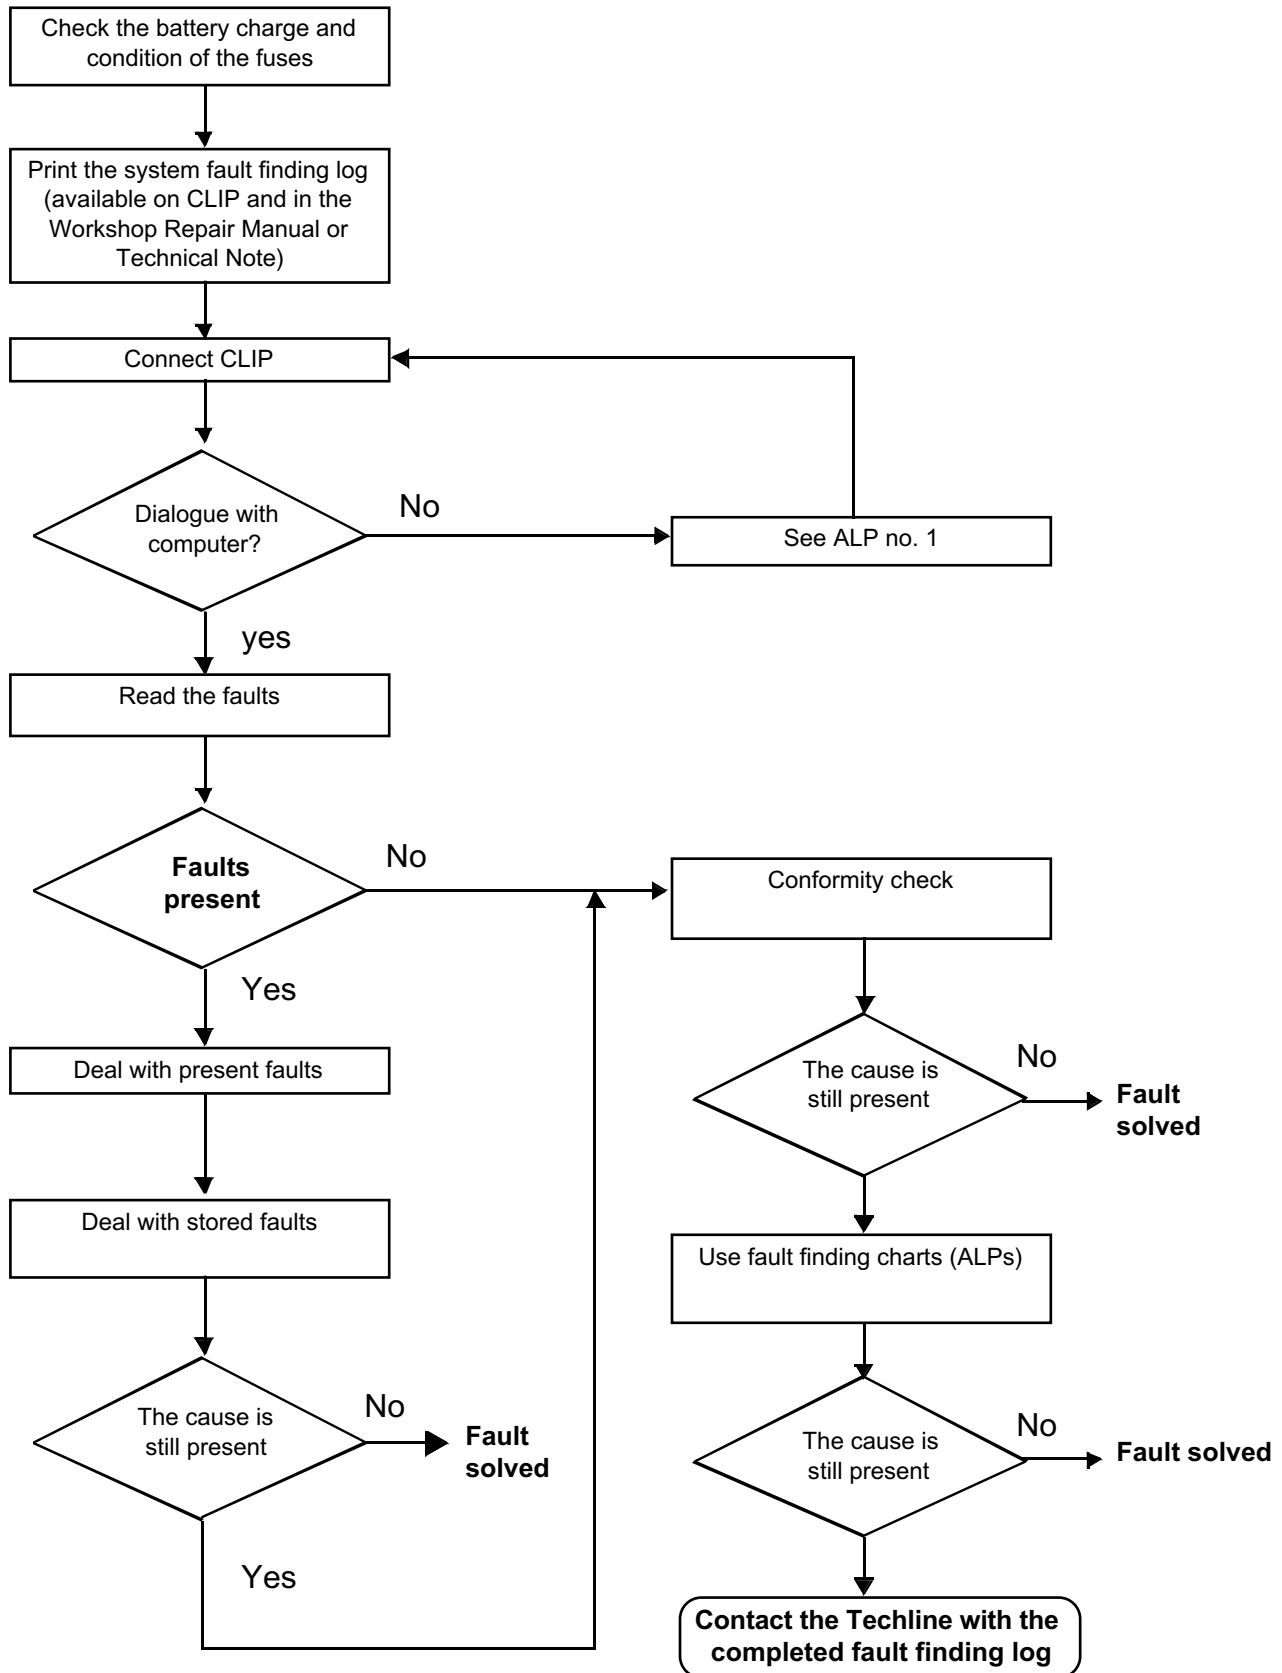 Check the battery charge and
condition of the fuses
Print the system fault finding log
(available on CLIP and in the
Workshop Repair Manual or
Technical Note)
Connect CLIP
Dialogue with
computer?
No
See ALP no. 1
yes
Read the faults
Faults
present
No
Conformity check
Yes
Deal with present faults
The cause is
still present
No
Fault
solved
Deal with stored faults
Use fault finding charts (ALPs)
The cause is
still present
No
Fault
solved
The cause is
still present
No
Fault solved
Yes
Contact the Techline with the
completed fault finding log